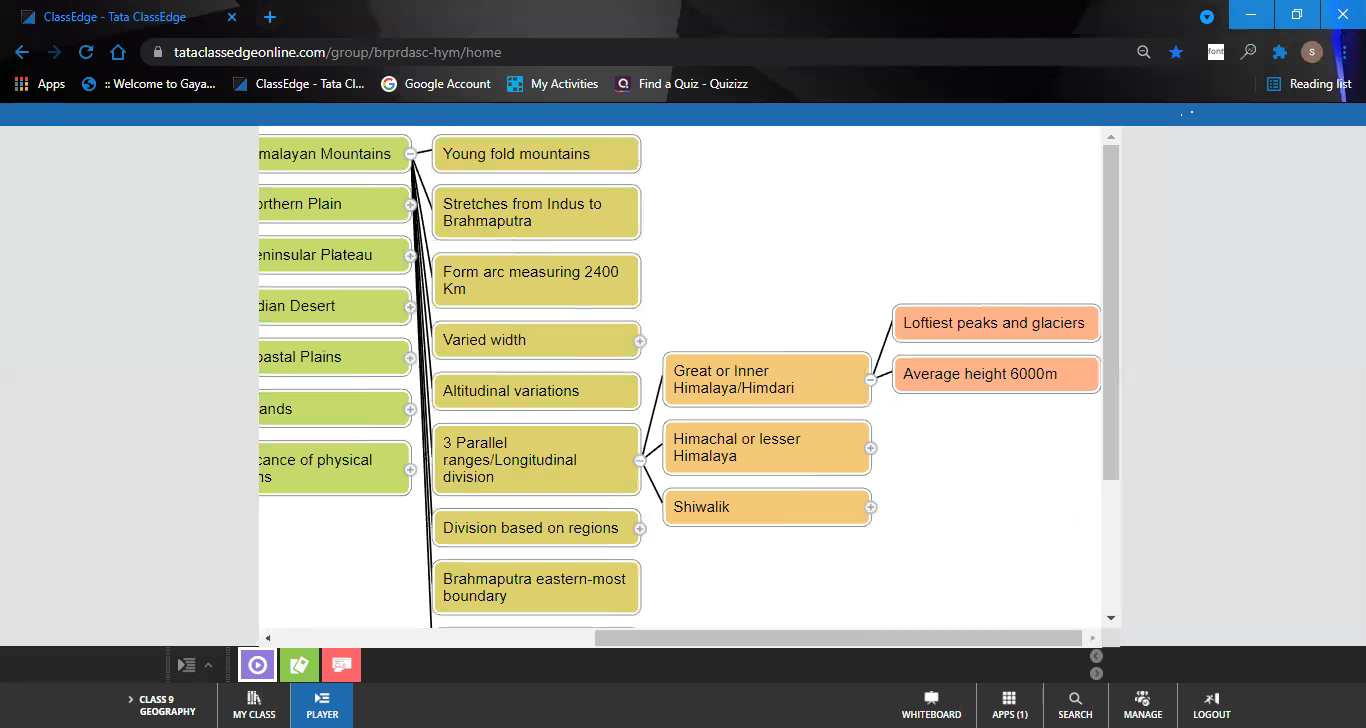 ClassEdge - Tata ClassEdge
tataclassedgeonline.com/group/brprdasc-hym/home
font
S
Apps
:: Welcome to Gaya...
ClassEdge - Tata Cl...
Google Account
My Activities
Find a Quiz - Quizizz
Reading list
malayan Mountains
orthern Plain
eninsular Plateau
dian Desert
oastal Plains
ands
cance of physical
ns
Young fold mountains
Stretches from Indus to
Brahmaputra
Form arc measuring 2400
Km
Varied width
Altitudinal variations
3 Parallel
ranges/Longitudinal
division
Division based on regions
Brahmaputra eastern-most
boundary
Great or Inner
Himalaya/Himdari
Himachal or lesser
Himalaya
Shiwalik
Loftiest peaks and glaciers
Average height 6000m
CLASS 9
GEOGRAPHY
MY CLASS
PLAYER
WHITEBOARD
APPS (1)
SEARCH
MANAGE
LOGOUT